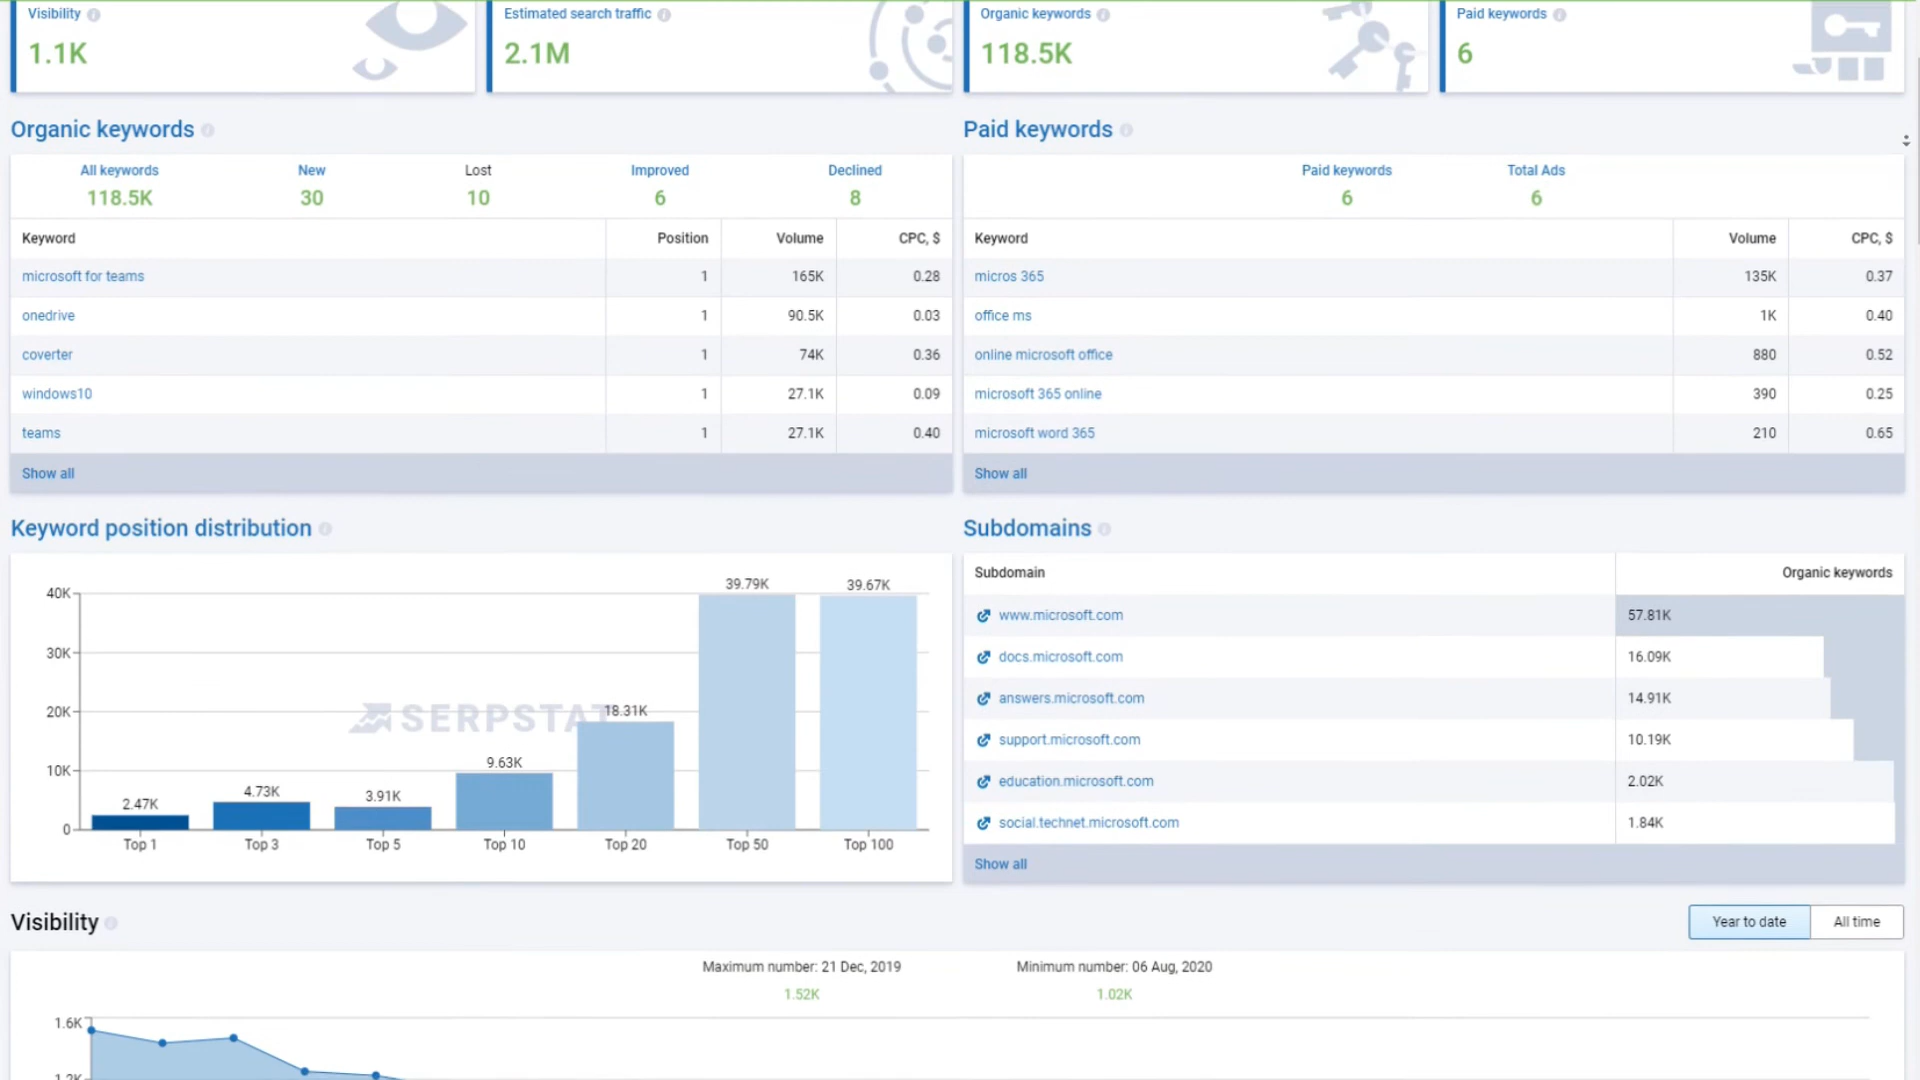 Visibility
1.1K
Estimated search traffic
2.1M
Organic keywords
118.5K
Paid keywords
6
Organic keywords
All keywords New Lost Improved Declined
118.5K 30 10 6 8
Keyword Position Volume CPC, $
microsoft for teams 1 165K 0.28
onedrive 1 90.5K 0.03
coverter 1 74K 0.36
windows10 1 27.1K 0.09
teams 1 27.1K 0.40
Show all
Paid keywords
Paid keywords Total Ads
6 6
Keyword Volume CPC, $
micros 365 135K 0.37
office ms 1K 0.40
online microsoft office 880 0.52
microsoft 365 online 390 0.25
microsoft word 365 210 0.65
Show all
Keyword position distribution
39.79K 39.67K
40K
30K
20K
SERPSTAT 18.31K
9.63K
10K
2.47K 4.73K 3.91K
0
Top 1 Top 3 Top 5 Top 10 Top 20 Top 50 Top 100
Subdomains
Subdomain Organic keywords
www.microsoft.com 57.81K
docs.microsoft.com 16.09K
answers.microsoft.com 14.91K
support.microsoft.com 10.19K
education.microsoft.com 2.02K
social.technet.microsoft.com 1.84K
Show all
Visibility
Year to date All time
Maximum number: 21 Dec, 2019 Minimum number: 06 Aug, 2020
1.52K 1.02K
1.6K
1.2K